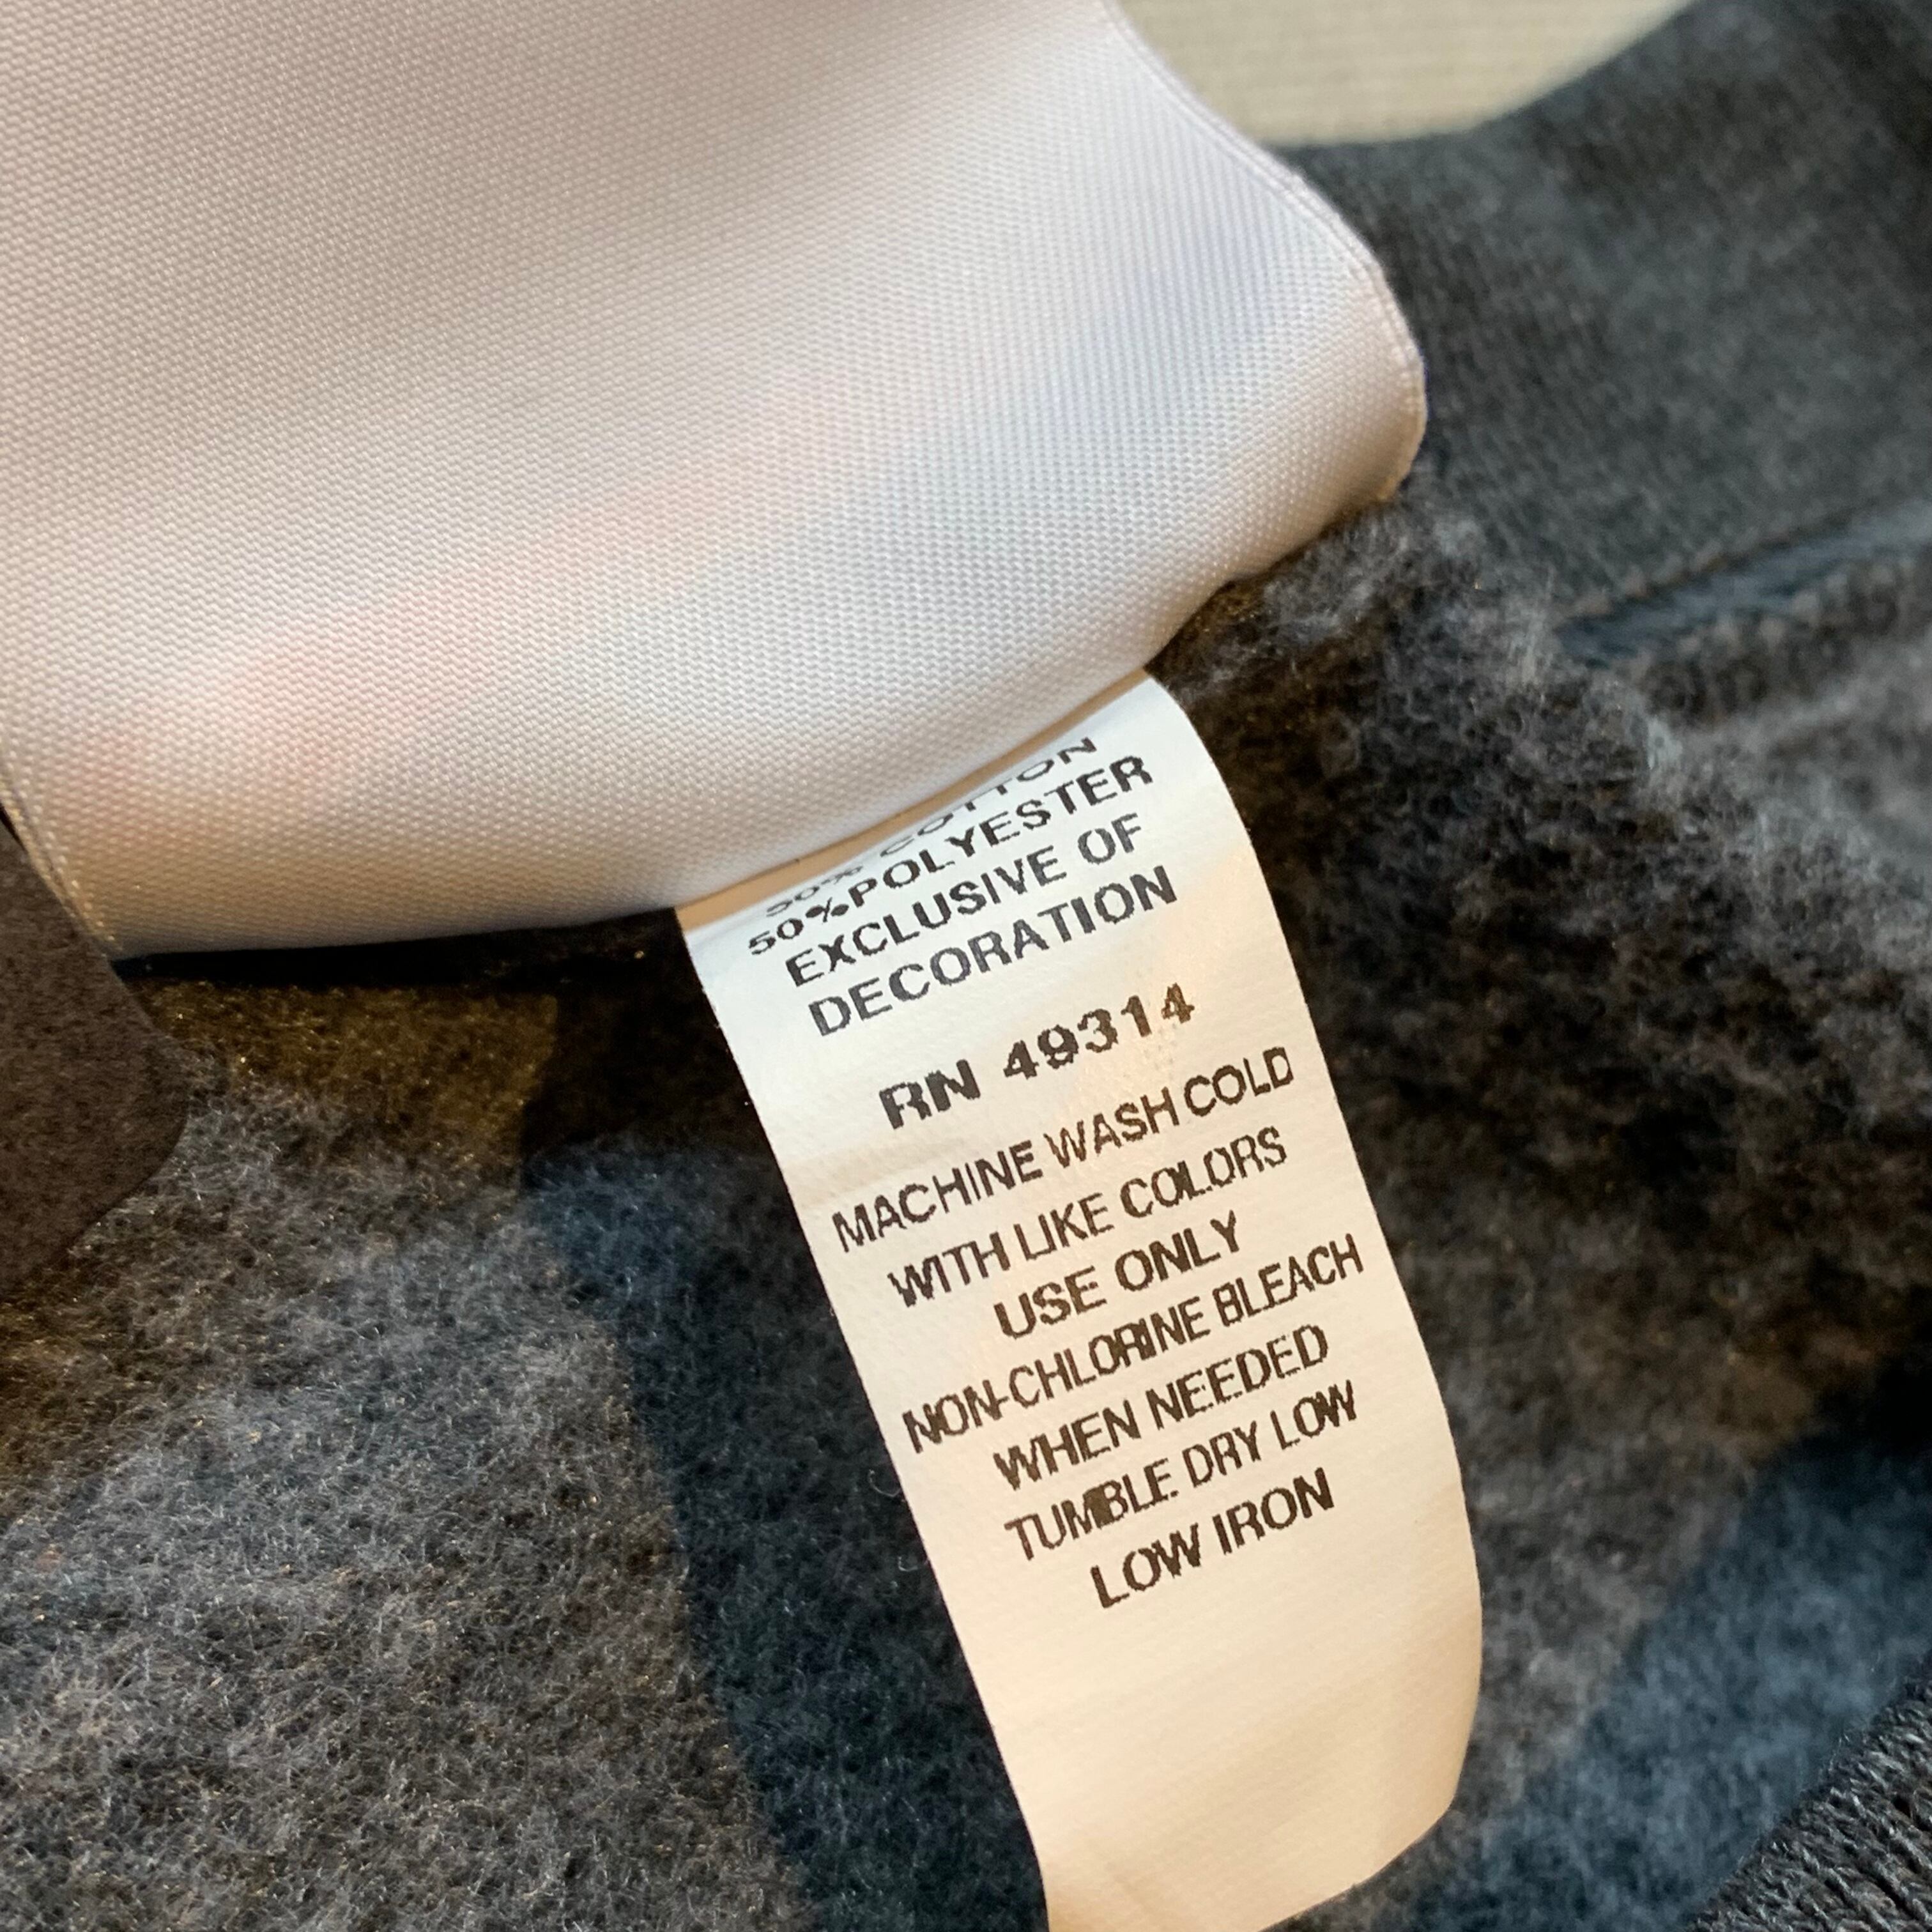 50% COTTON
50%POLYESTER
EXCLUSIVE OF
DECORATION
RN 49314
MACHINE WASH COLD
WITH LIKE COLORS
USE ONLY
NON-CHLORINE BLEACH
WHEN NEEDED
TUMBLE DRY LOW
LOW IRON